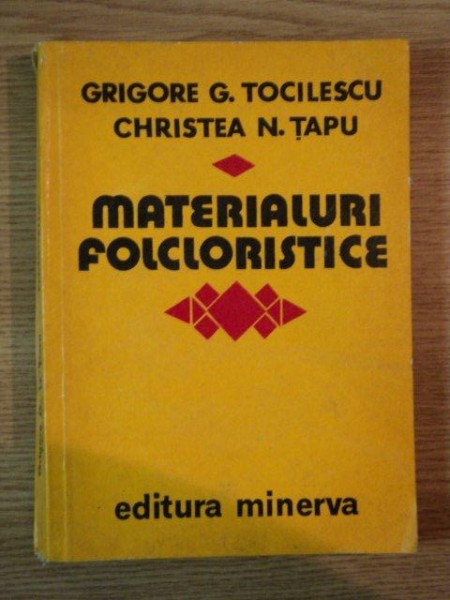 GRIGORE G. TOCILESCU
CHRISTEA N. ȚAPU
MATERIALURI
FOLCLORISTICE
editura minerva